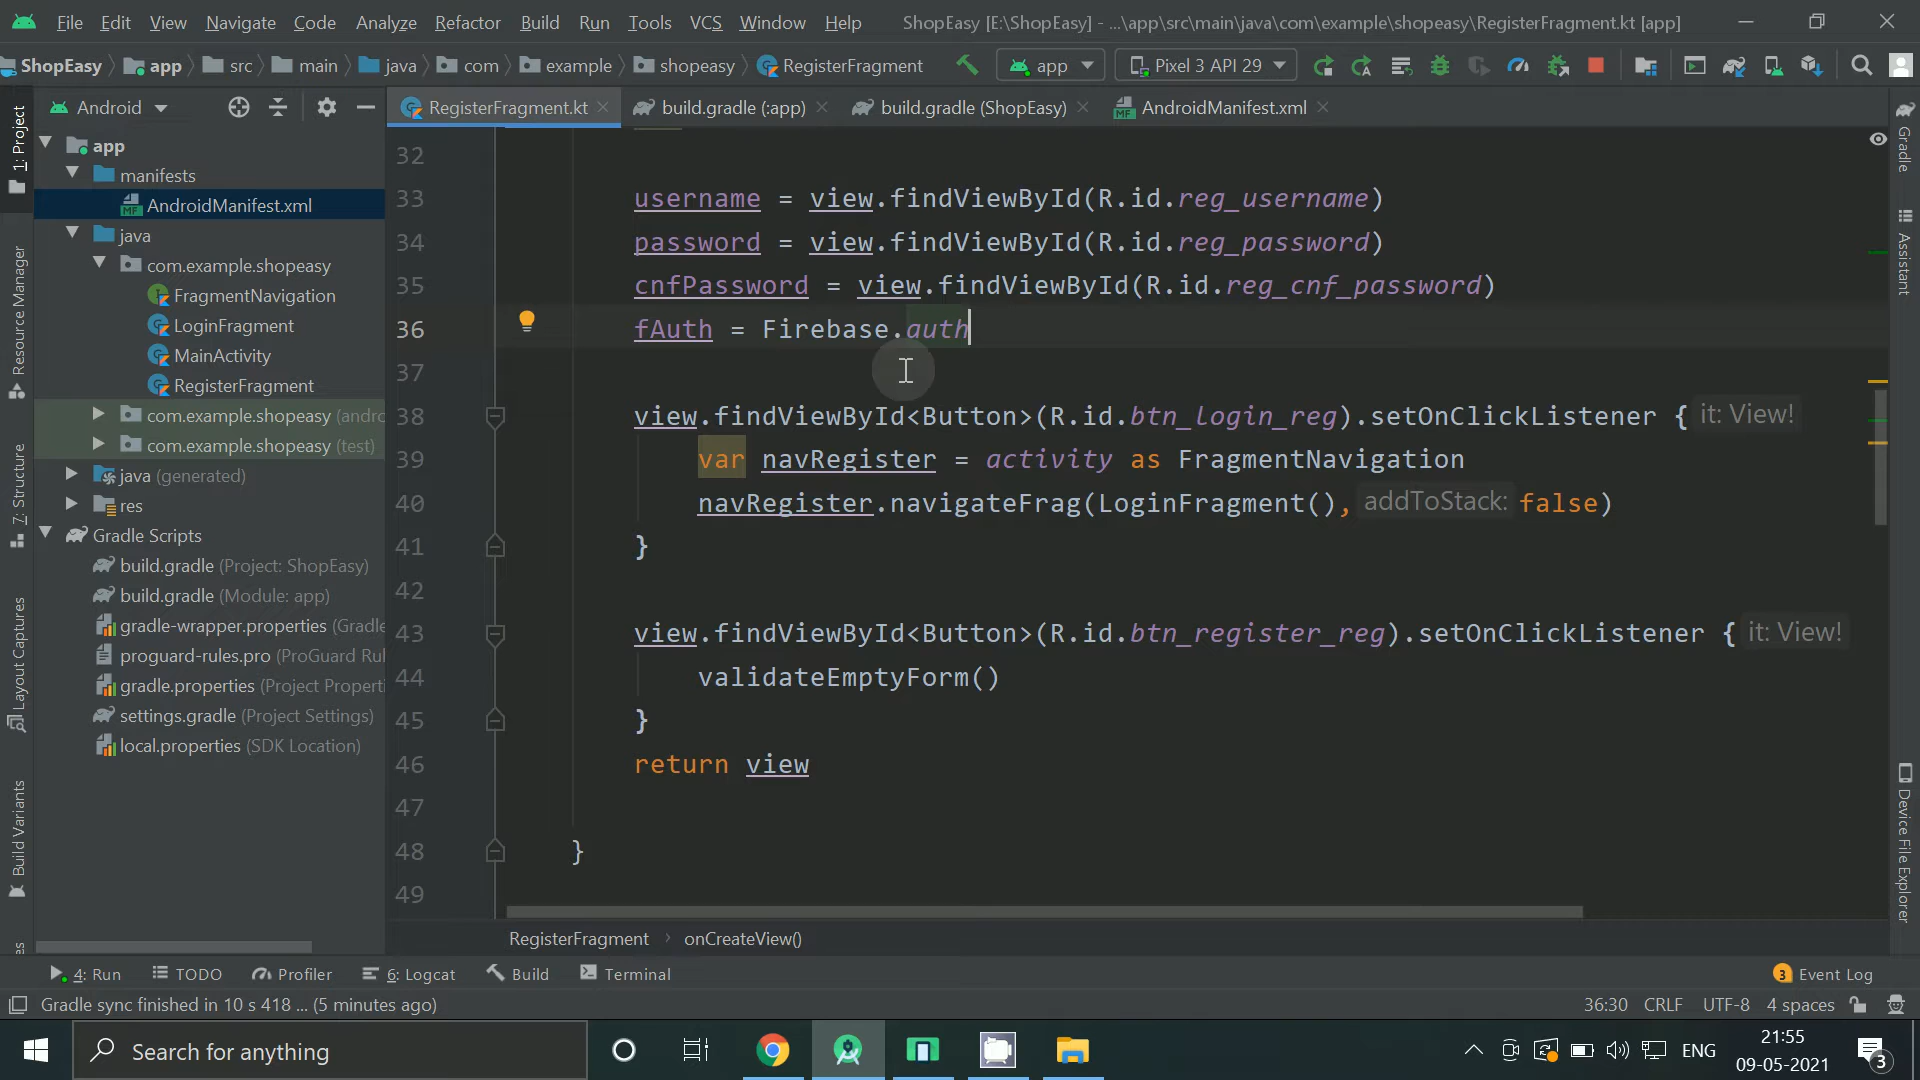 File Edit View Navigate Code Analyze Refactor Build Run Tools VCS Window Help ShopEasy [E:\ShopEasy] - ...\app\src\main\java\com\example\shopeasy\RegisterFragment.kt [app]
ShopEasy app src main java com example shopeasy RegisterFragment app Pixel 3 API 29
Android RegisterFragment.kt build.gradle (:app) build.gradle (ShopEasy) AndroidManifest.xml
1: Project
Resource Manager
7: Structure
Layout Captures
Build Variants
app
manifests
AndroidManifest.xml
java
com.example.shopeasy
FragmentNavigation
LoginFragment
MainActivity
RegisterFragment
com.example.shopeasy (andro
com.example.shopeasy (test)
java (generated)
res
Gradle Scripts
build.gradle (Project: ShopEasy)
build.gradle (Module: app)
gradle-wrapper.properties (Gradle
proguard-rules.pro (ProGuard Rul
gradle.properties (Project Properti
settings.gradle (Project Settings)
local.properties (SDK Location)
32
33 username = view.findViewById(R.id.reg_username)
34 password = view.findViewById(R.id.reg_password)
35 cnfPassword = view.findViewById(R.id.reg_cnf_password)
36 fAuth = Firebase.auth
37
38 view.findViewById<Button>(R.id.btn_login_reg).setOnClickListener { it: View!
39 var navRegister = activity as FragmentNavigation
40 navRegister.navigateFrag(LoginFragment(), addToStack: false)
41 }
42
43 view.findViewById<Button>(R.id.btn_register_reg).setOnClickListener { it: View!
44 validateEmptyForm()
45 }
46 return view
47
48 }
49
Gradle
Assistant
Device File Explorer
RegisterFragment onCreateView()
4: Run TODO Profiler 6: Logcat Build Terminal 3 Event Log
Gradle sync finished in 10 s 418 ... (5 minutes ago) 36:30 CRLF UTF-8 4 spaces
Search for anything ENG 21:55
09-05-2021 3